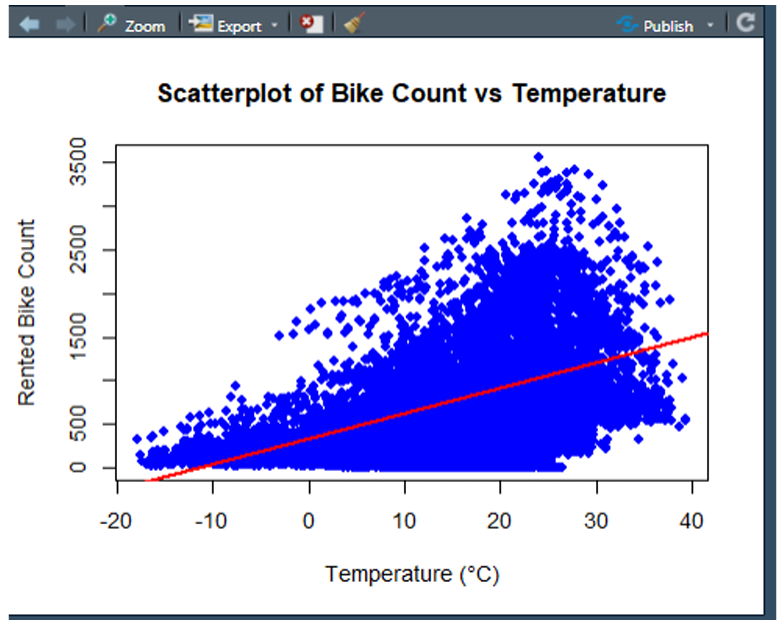 Zoom Export Publish
Scatterplot of Bike Count vs Temperature
3500
2500
1500
500
0
Rented Bike Count
-20 -10 0 10 20 30 40
Temperature (°C)